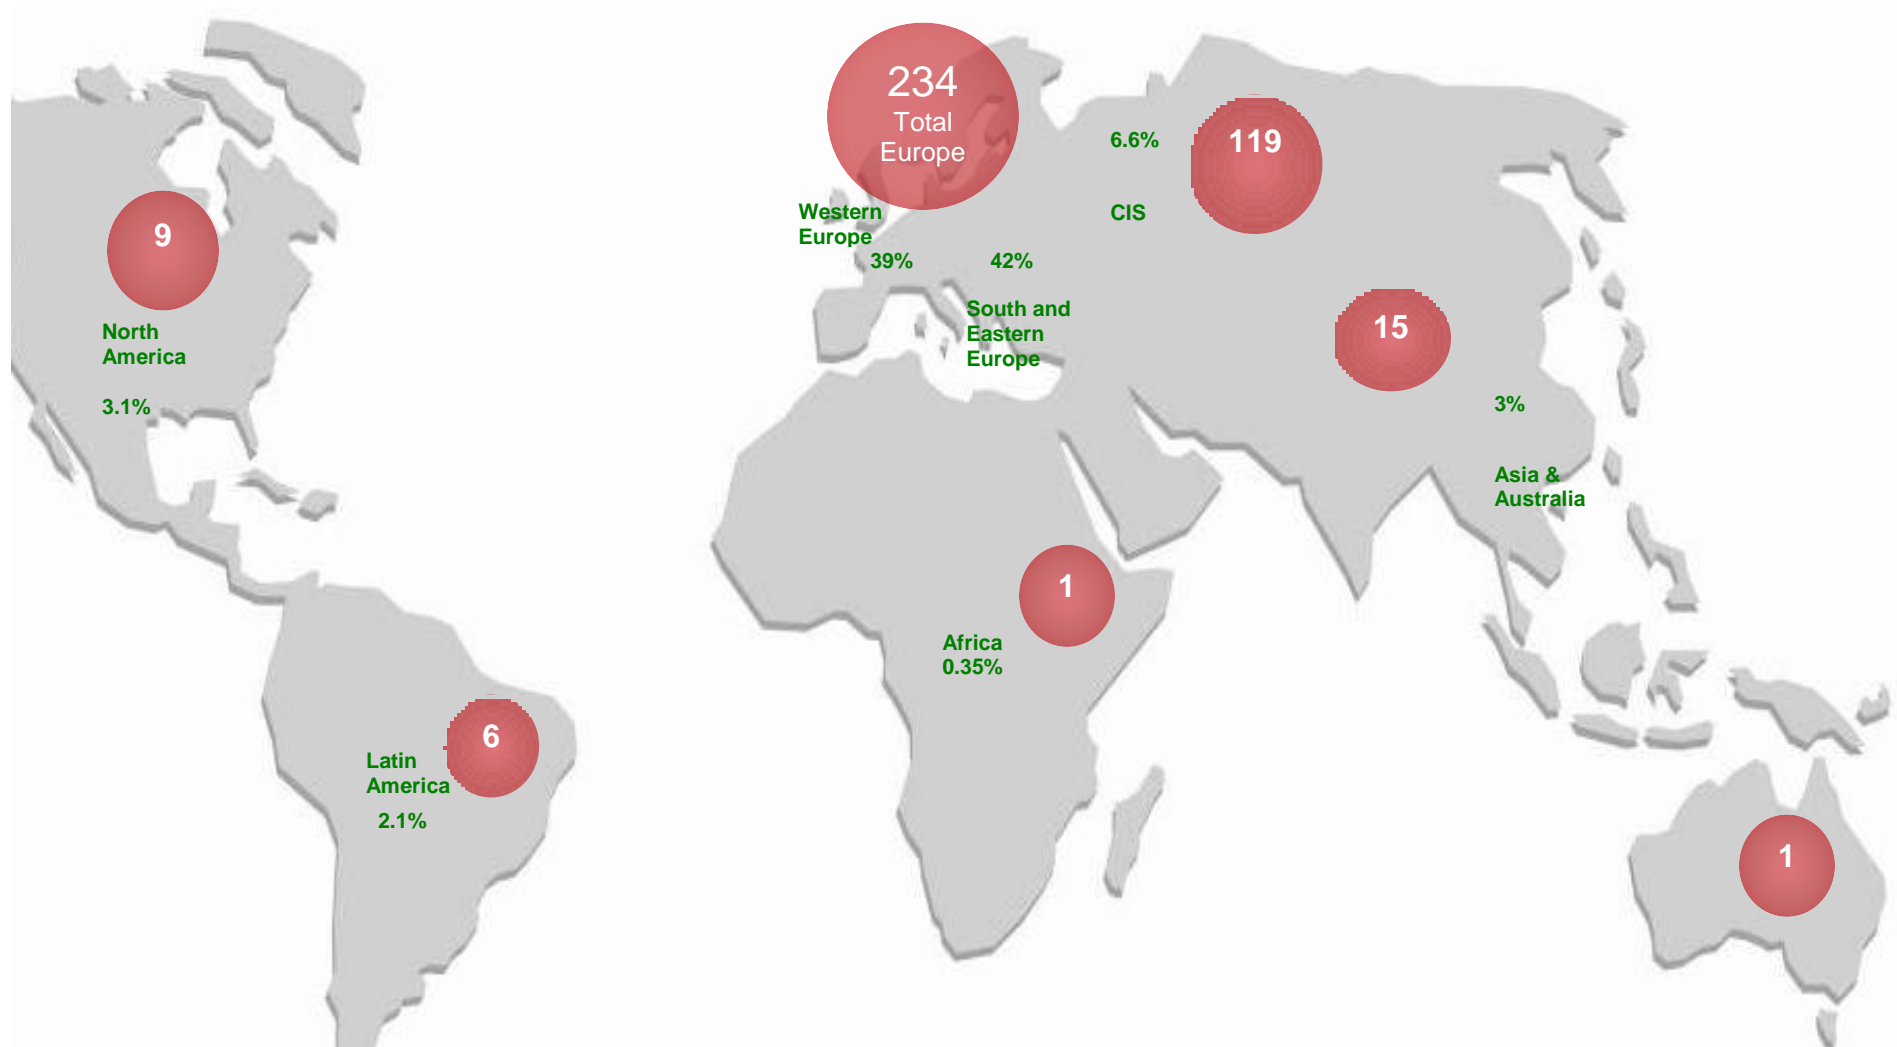 234
Total
Europe
6.6%
119
CIS
Western
Europe
39%
42%
South and
Eastern
Europe
9
North
America
3.1%
15
3%
Asia &
Australia
1
Africa
0.35%
6
Latin
America
2.1%
1